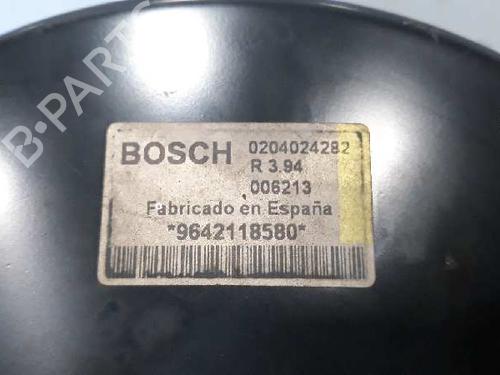 B-PARTS
BOSCH 0204024282
R 3.94
006213
Fabricado en España
*9642118580*